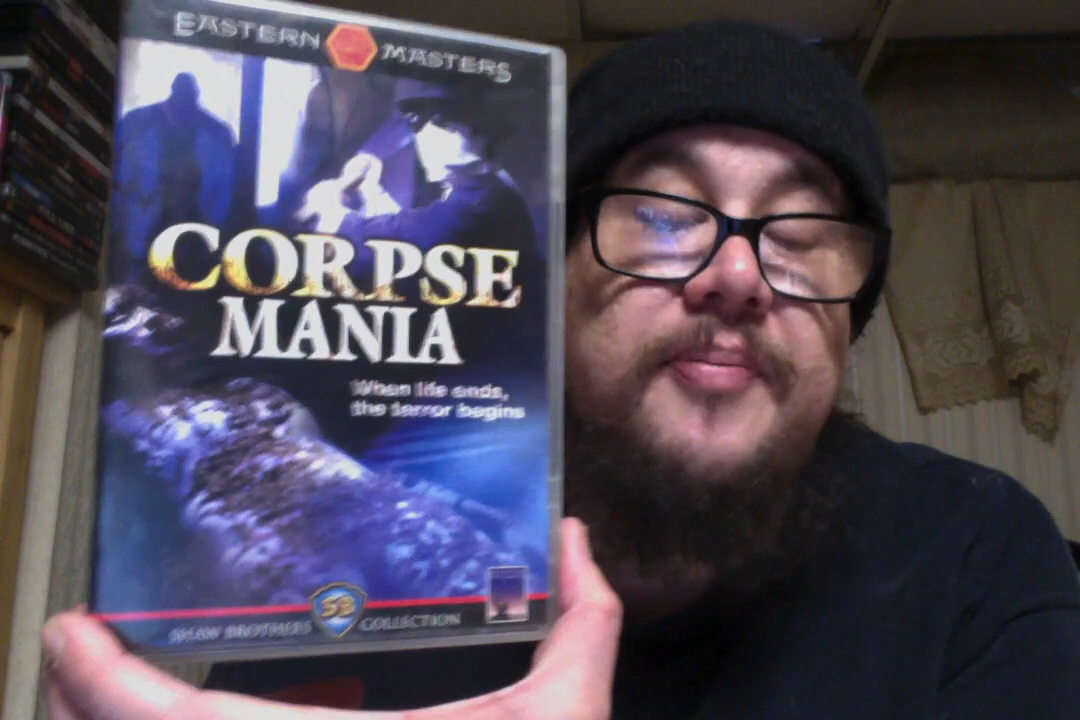 EASTERN MASTERS
CORPSE
MANIA
When life ends,
the terror begins
SHAW BROTHERS SB COLLECTION